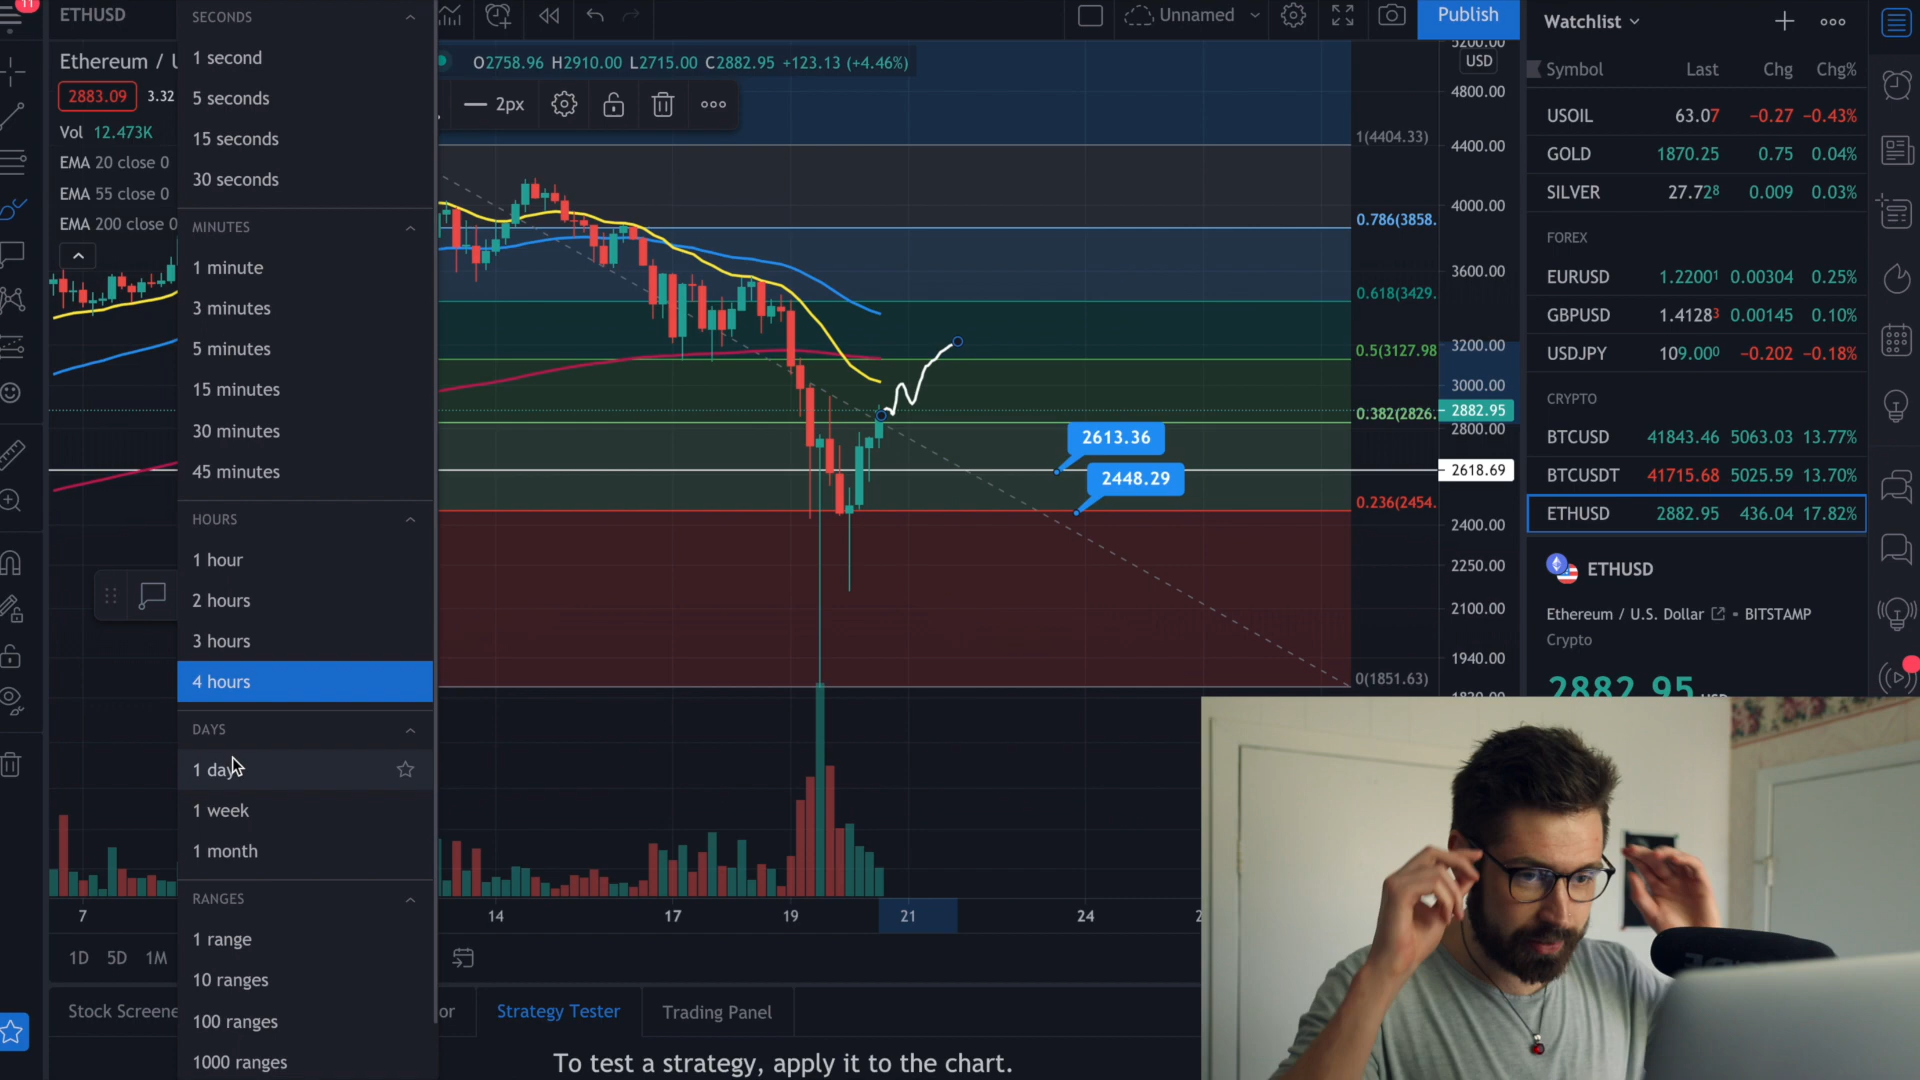 11
ETHUSD
Ethereum / U
2883.09
3.32
Vol 12.473K
EMA 20 close 0
EMA 55 close 0
EMA 200 close 0
SECONDS
1 second
5 seconds
15 seconds
30 seconds
MINUTES
1 minute
3 minutes
5 minutes
15 minutes
30 minutes
45 minutes
HOURS
1 hour
2 hours
3 hours
4 hours
DAYS
1 day
1 week
1 month
RANGES
1 range
10 ranges
100 ranges
1000 ranges
Unnamed
Publish
O2758.96 H2910.00 L2715.00 C2882.95 +123.13 (+4.46%)
2px
1(4404.33)
0.786(3858.
0.618(3429.
0.5(3127.98
0.382(2826.
0.236(2454.
0(1851.63)
2613.36
2448.29
5200.00
USD
4800.00
4400.00
4000.00
3600.00
3200.00
3000.00
2882.95
2800.00
2618.69
2400.00
2250.00
2100.00
1940.00
1820.00
7
14
17
19
21
24
1D 5D 1M
Stock Screene
or
Strategy Tester
Trading Panel
To test a strategy, apply it to the chart.
Watchlist
Symbol Last Chg Chg%
USOIL 63.07 −0.27 −0.43%
GOLD 1870.25 0.75 0.04%
SILVER 27.728 0.009 0.03%
FOREX
EURUSD 1.22001 0.00304 0.25%
GBPUSD 1.41283 0.00145 0.10%
USDJPY 109.000 −0.202 −0.18%
CRYPTO
BTCUSD 41843.46 5063.03 13.77%
BTCUSDT 41715.68 5025.59 13.70%
ETHUSD 2882.95 436.04 17.82%
ETHUSD
Ethereum / U.S. Dollar • BITSTAMP
Crypto
2882.95